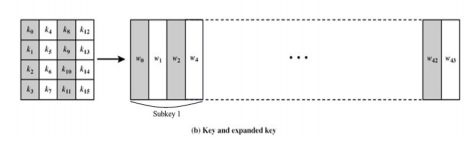 k0 k4 k8 k12
k1 k5 k9 k13
k2 k6 k10 k14
k3 k7 k11 k15
w0 w1 w2 w4 • • • w42 w43
Subkey 1
(b) Key and expanded key